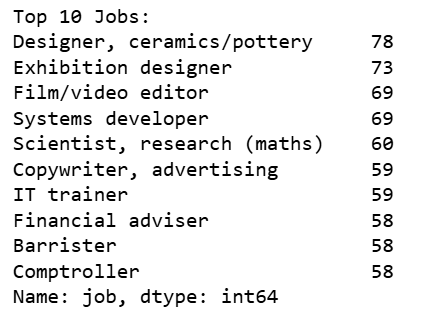 Top 10 Jobs:
Designer, ceramics/pottery 78
Exhibition designer 73
Film/video editor 69
Systems developer 69
Scientist, research (maths) 60
Copywriter, advertising 59
IT trainer 59
Financial adviser 58
Barrister 58
Comptroller 58
Name: job, dtype: int64